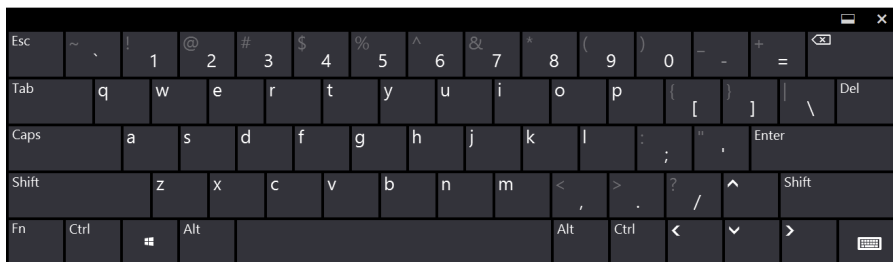 Esc ~ ` ! 1 @ 2 # 3 $ 4 % 5 ^ 6 & 7 * 8 ( 9 ) 0 _ - + =
Tab q w e r t y u i o p { [ } ] | \ Del
Caps a s d f g h j k l : ; " ' Enter
Shift z x c v b n m < , > . ? / Shift
Fn Ctrl Alt Alt Ctrl